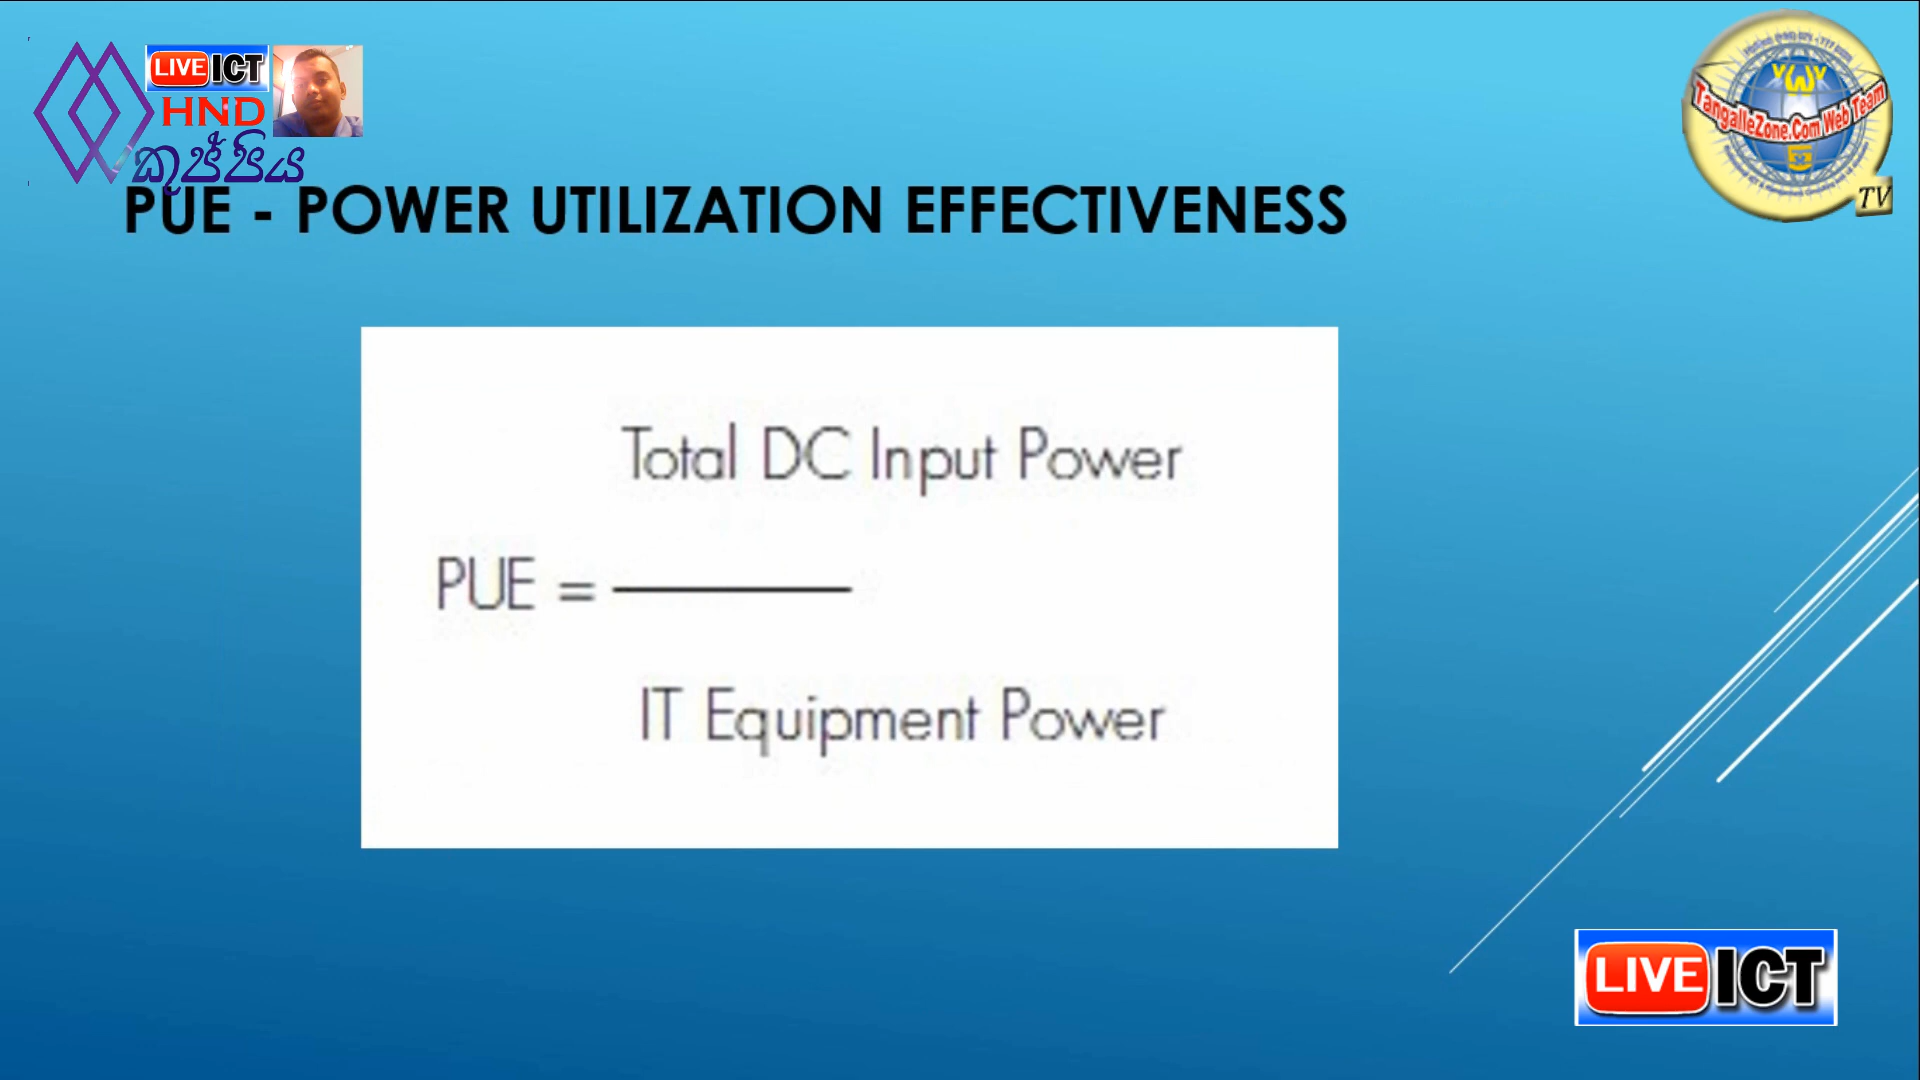 LIVE ICT
HND
කුප්පිය
PUE - POWER UTILIZATION EFFECTIVENESS
TangalleZone.Com Web Team
TV
Total DC Input Power
PUE =
IT Equipment Power
LIVE ICT